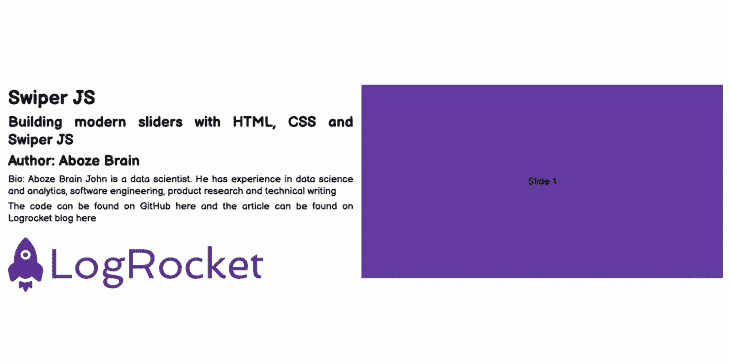 Swiper JS
Building modern sliders with HTML, CSS and
Swiper JS
Author: Aboze Brain
Bio: Aboze Brain John is a data scientist. He has experience in data science
and analytics, software engineering, product research and technical writing
The code can be found on GitHub here and the article can be found on
Logrocket blog here
LogRocket
Slide 1